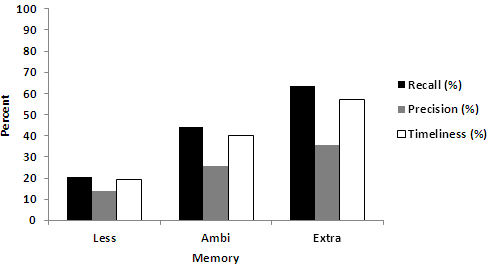 100
90
80
70
60
50
40
30
20
10
0
Percent
Less Ambi Extra
Memory
Recall (%)
Precision (%)
Timeliness (%)